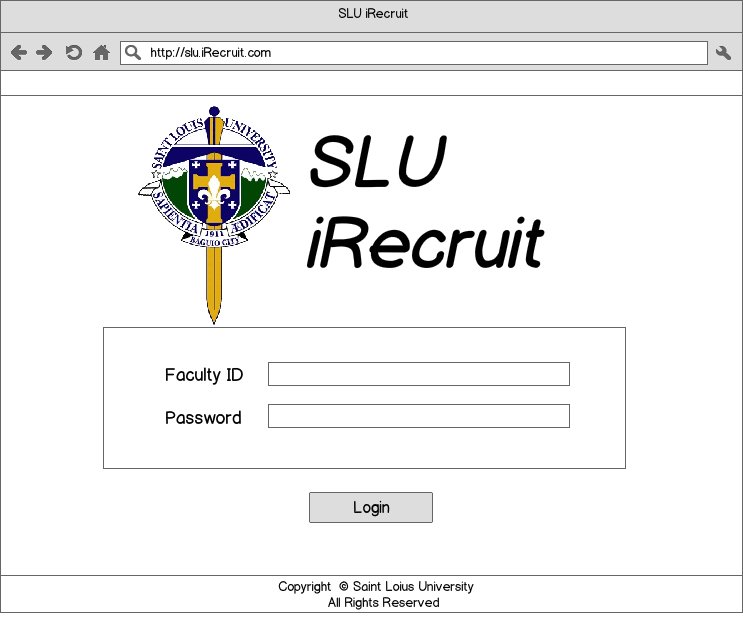 SLU iRecruit
http://slu.iRecruit.com
SAINT LOUIS UNIVERSITY
SAPIENTIA ÆDIFICAT
1911
BAGUIO CITY
SLU
iRecruit
Faculty ID
Password
Login
Copyright © Saint Loius University
All Rights Reserved